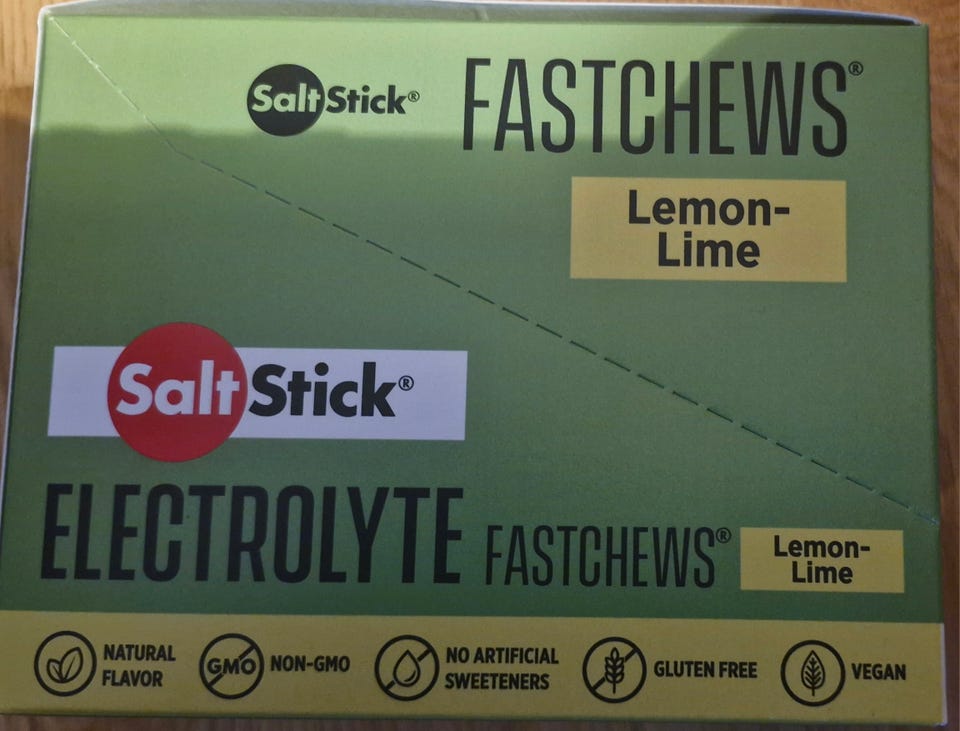 SaltStick® FASTCHEWS®
Lemon-
Lime
SaltStick®
ELECTROLYTE FASTCHEWS® Lemon-
Lime
NATURAL
FLAVOR
GMO NON-GMO
NO ARTIFICIAL
SWEETENERS
GLUTEN FREE
VEGAN